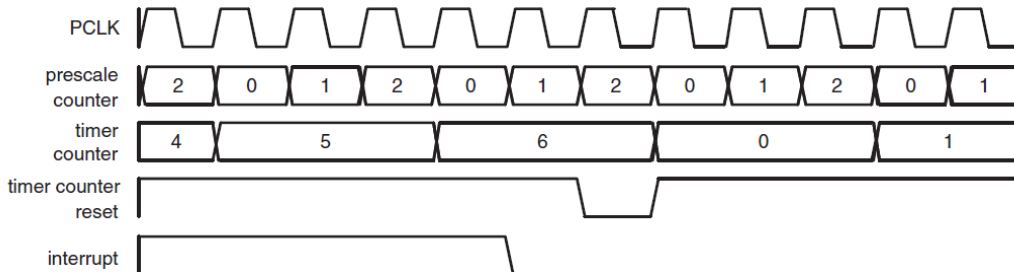 PCLK
prescale
counter
2 0 1 2 0 1 2 0 1 2 0 1
timer
counter
4 5 6 0 1
timer counter
reset
interrupt